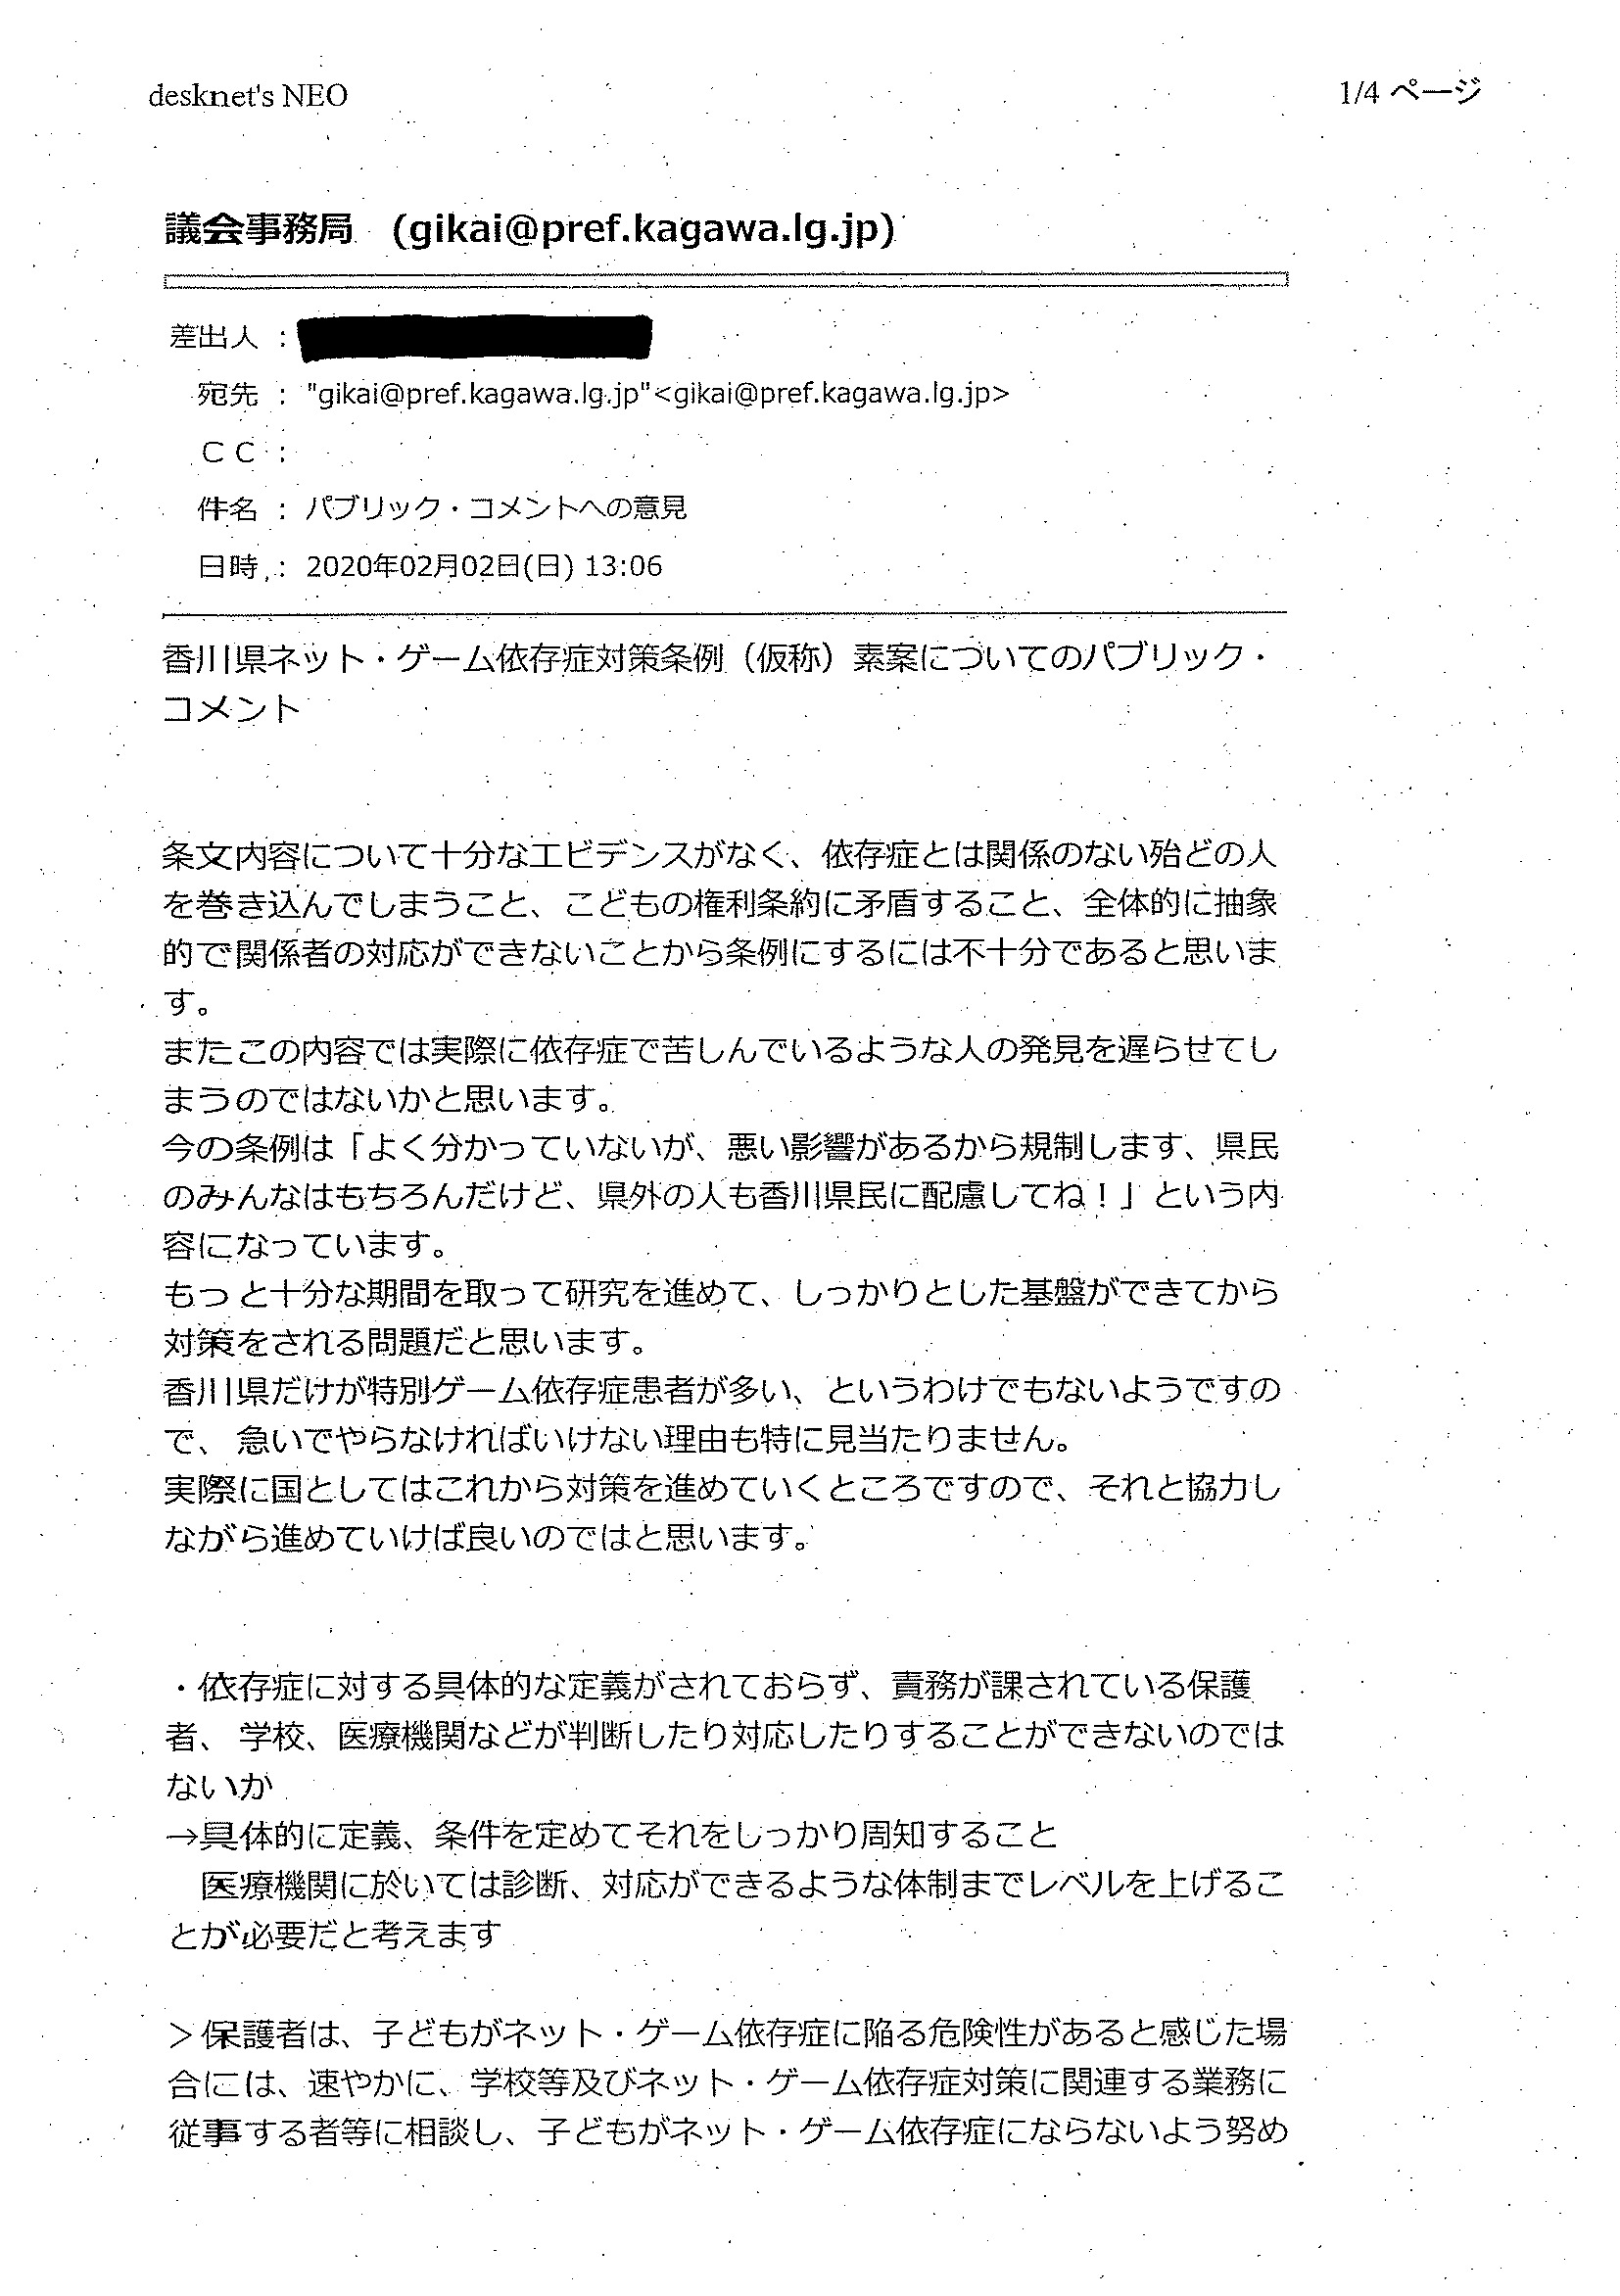 desknet's NEO
1/4 ページ
議会事務局 (gikai@pref.kagawa.lg.jp)
差出人 :
宛先 : "gikai@pref.kagawa.lg.jp"<gikai@pref.kagawa.lg.jp>
ＣＣ :
件名 : パブリック・コメントへの意見
日時 : 2020年02月02日(日) 13:06
香川県ネット・ゲーム依存症対策条例（仮称）素案についてのパブリック・
コメント
条文内容について十分なエビデンスがなく、依存症とは関係のない殆どの人
を巻き込んでしまうこと、こどもの権利条約に矛盾すること、全体的に抽象
的で関係者の対応ができないことから条例にするには不十分であると思いま
す。
またこの内容では実際に依存症で苦しんでいるような人の発見を遅らせてし
まうのではないかと思います。
今の条例は「よく分かっていないが、悪い影響があるから規制します、県民
のみんなはもちろんだけど、県外の人も香川県民に配慮してね！」という内
容になっています。
もっと十分な期間を取って研究を進めて、しっかりとした基盤ができてから
対策をされる問題だと思います。
香川県だけが特別ゲーム依存症患者が多い、というわけでもないようですの
で、 急いでやらなければいけない理由も特に見当たりません。
実際に国としてはこれから対策を進めていくところですので、それと協力し
ながら進めていけば良いのではと思います。
・依存症に対する具体的な定義がされておらず、責務が課されている保護
者、 学校、医療機関などが判断したり対応したりすることができないのでは
ないか
→具体的に定義、条件を定めてそれをしっかり周知すること
　医療機関に於いては診断、対応ができるような体制までレベルを上げるこ
とが必要だと考えます
＞保護者は、子どもがネット・ゲーム依存症に陥る危険性があると感じた場
合には、速やかに、学校等及びネット・ゲーム依存症対策に関連する業務に
従事する者等に相談し、子どもがネット・ゲーム依存症にならないよう努め